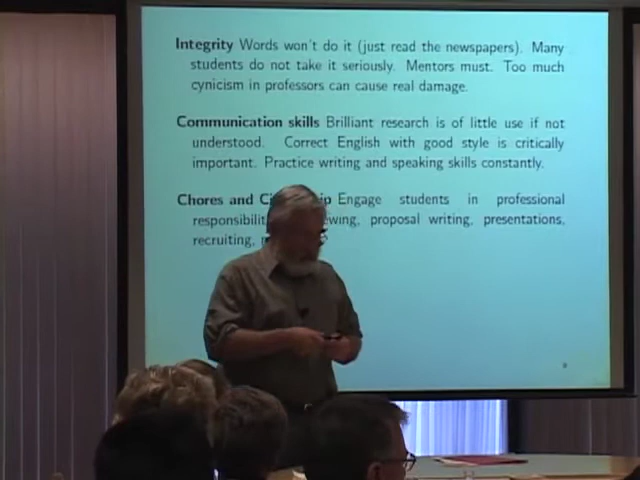 Integrity Words won't do it (just read the newspapers). Many
students do not take it seriously. Mentors must. Too much
cynicism in professors can cause real damage.
Communication skills Brilliant research is of little use if not
understood. Correct English with good style is critically
important. Practice writing and speaking skills constantly.
Chores and Engage students in professional
proposal writing, presentations,
recruiting,